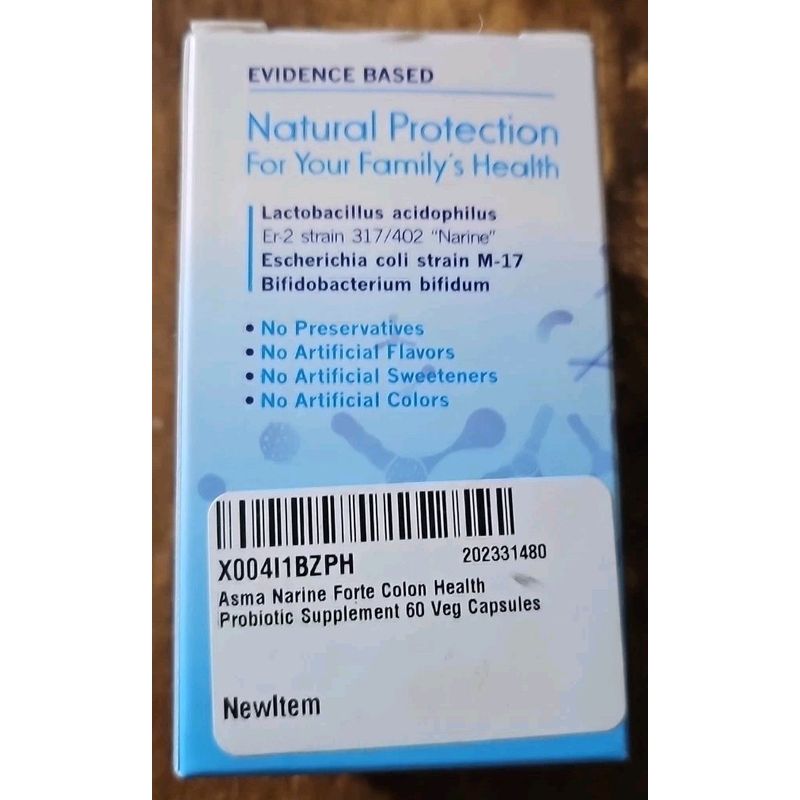 EVIDENCE BASED
Natural Protection
For Your Family's Health
Lactobacillus acidophilus
Er-2 strain 317/402 "Narine"
Escherichia coli strain M-17
Bifidobacterium bifidum
• No Preservatives
• No Artificial Flavors
• No Artificial Sweeteners
• No Artificial Colors
X004I1BZPH
202331480
Asma Narine Forte Colon Health
Probiotic Supplement 60 Veg Capsules
NewItem